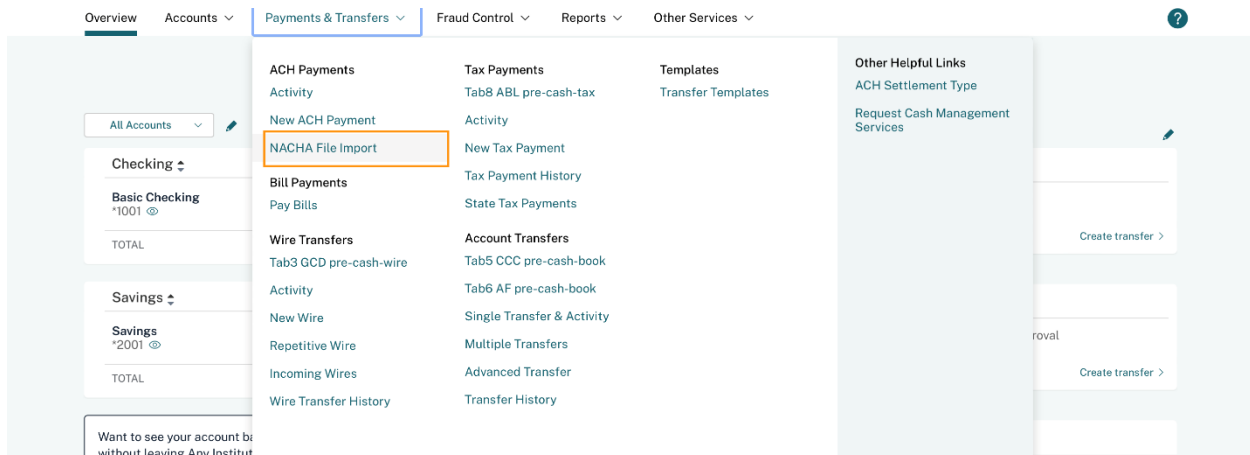 Overview
Accounts
Payments & Transfers
Fraud Control
Reports
Other Services
?
All Accounts
Checking
Basic Checking
*1001
TOTAL
Savings
Savings
*2001
TOTAL
Want to see your account ba
without leaving Any Institut
ACH Payments
Activity
New ACH Payment
NACHA File Import
Bill Payments
Pay Bills
Wire Transfers
Tab3 GCD pre-cash-wire
Activity
New Wire
Repetitive Wire
Incoming Wires
Wire Transfer History
Tax Payments
Tab8 ABL pre-cash-tax
Activity
New Tax Payment
Tax Payment History
State Tax Payments
Account Transfers
Tab5 CCC pre-cash-book
Tab6 AF pre-cash-book
Single Transfer & Activity
Multiple Transfers
Advanced Transfer
Transfer History
Templates
Transfer Templates
Other Helpful Links
ACH Settlement Type
Request Cash Management
Services
Create transfer
roval
Create transfer